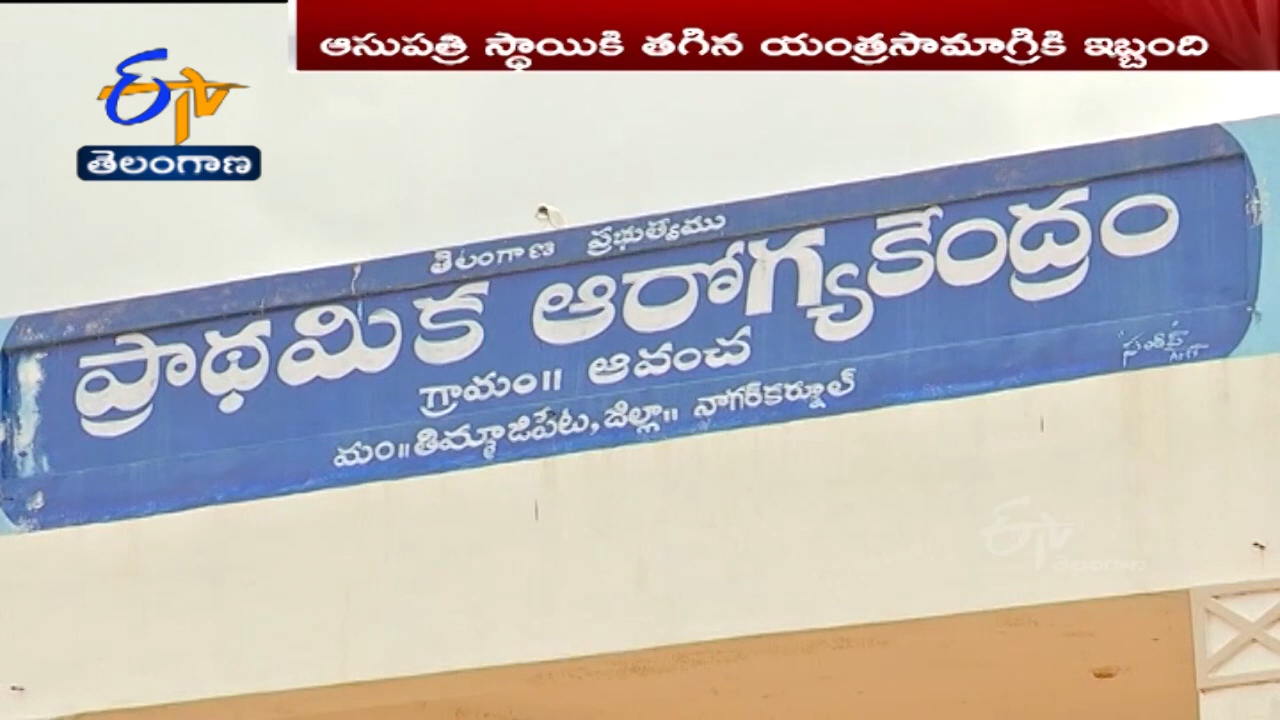 ఆసుపత్రి స్థాయికి తగిన యంత్రసామాగ్రికి ఇబ్బంది
ETV
తెలంగాణ
తెలంగాణ ప్రభుత్వము
ప్రాథమిక ఆరోగ్యకేంద్రం
గ్రామం॥ ఆవంచ
మం॥తిమ్మాజిపేట, జిల్లా॥ నాగర్‌కర్నూల్
తెలంగాణ